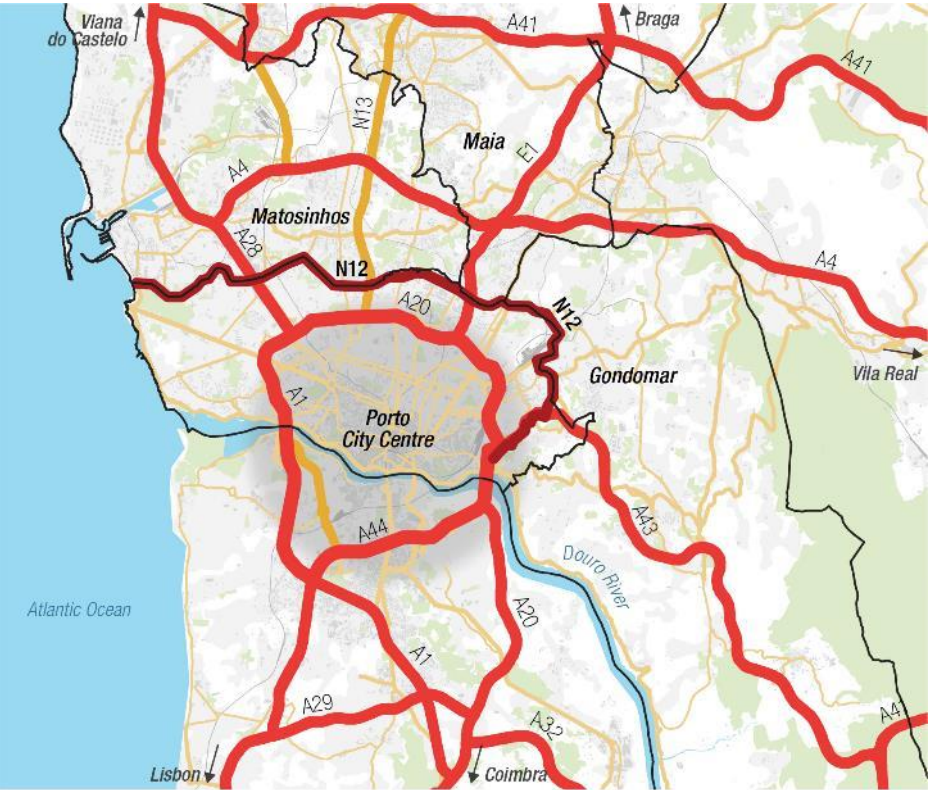 Viana
do Castelo
A41
Braga
A41
N13
Maia
E1
A4
Matosinhos
A28
A4
N12
A20
N12
Vila Real
Gondomar
A1
Porto
City Centre
A43
A44
Douro
River
Atlantic Ocean
A20
A1
A29
A32
A41
Lisbon
Coimbra